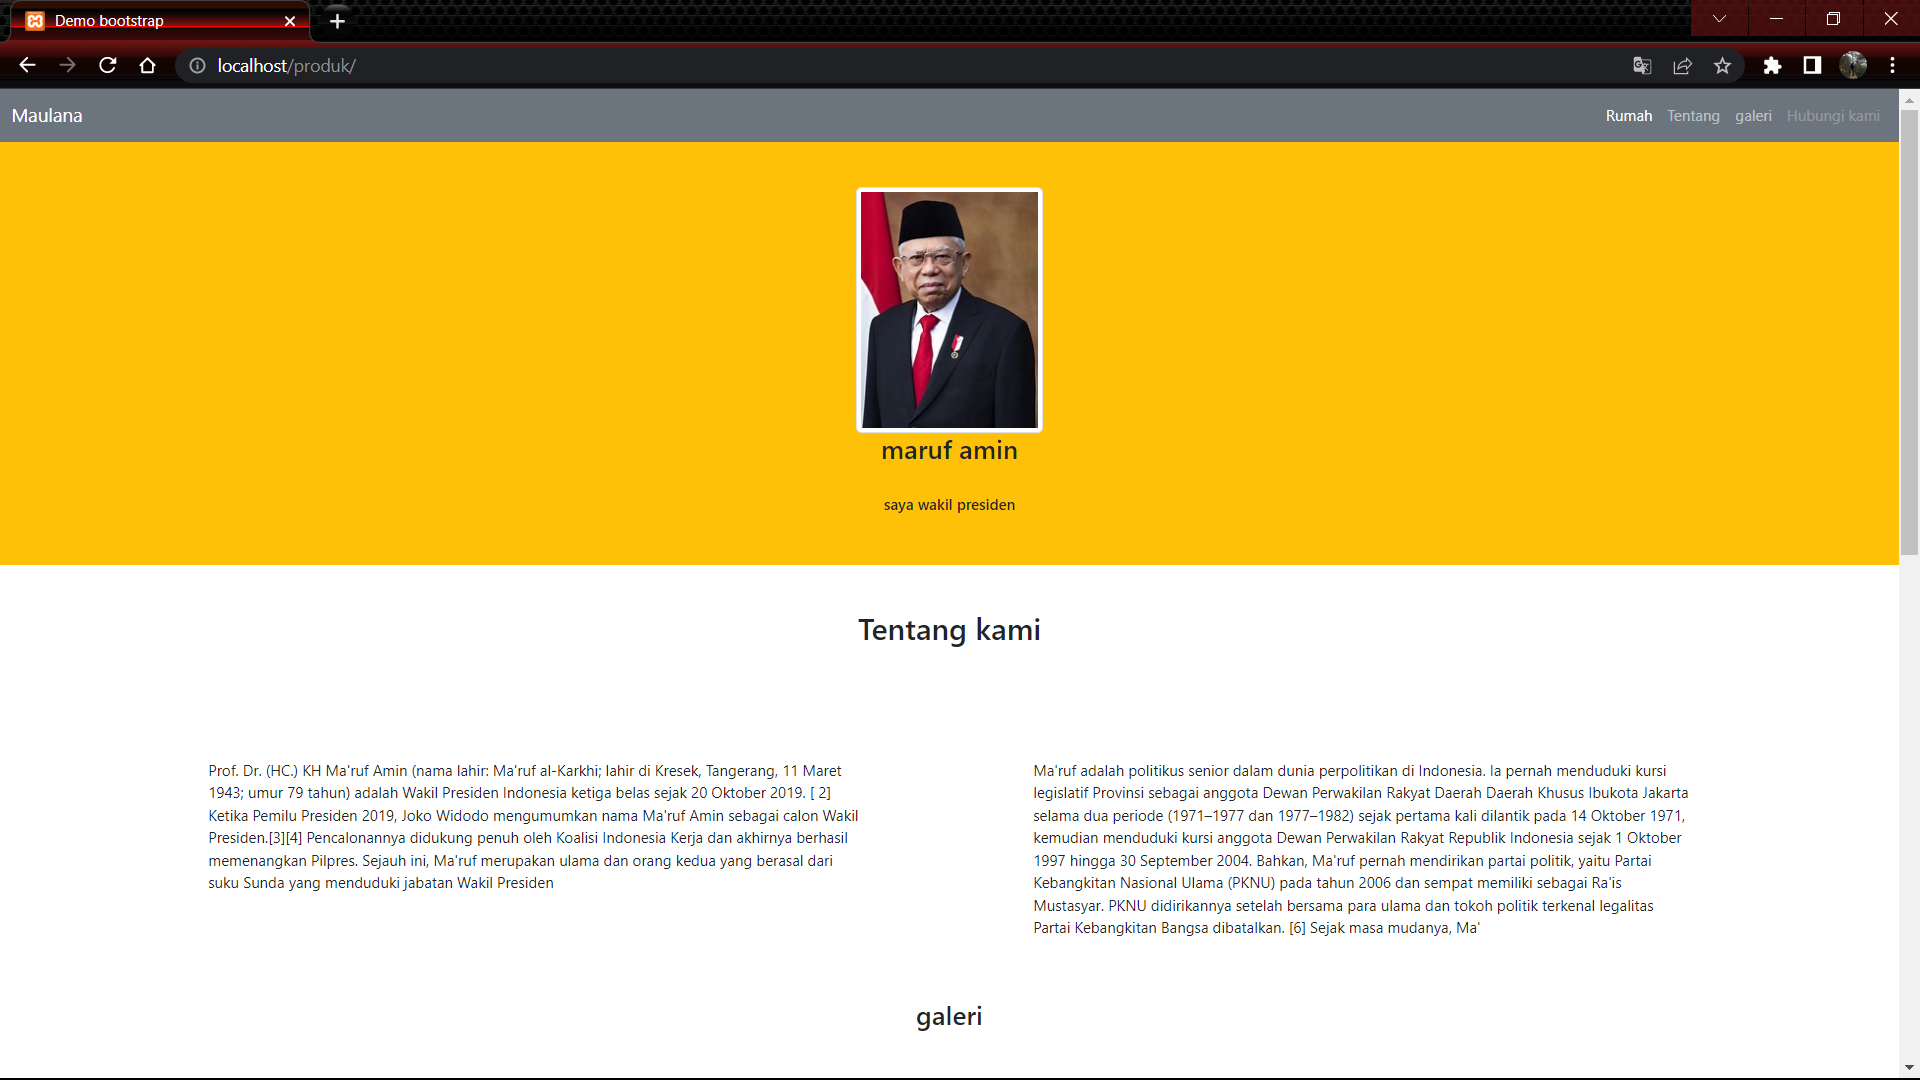 Demo bootstrap
localhost/produk/
Maulana
Rumah Tentang galeri Hubungi kami
maruf amin
saya wakil presiden
Tentang kami
Prof. Dr. (HC.) KH Ma'ruf Amin (nama lahir: Ma'ruf al-Karkhi; lahir di Kresek, Tangerang, 11 Maret
1943; umur 79 tahun) adalah Wakil Presiden Indonesia ketiga belas sejak 20 Oktober 2019. [ 2]
Ketika Pemilu Presiden 2019, Joko Widodo mengumumkan nama Ma'ruf Amin sebagai calon Wakil
Presiden.[3][4] Pencalonannya didukung penuh oleh Koalisi Indonesia Kerja dan akhirnya berhasil
memenangkan Pilpres. Sejauh ini, Ma'ruf merupakan ulama dan orang kedua yang berasal dari
suku Sunda yang menduduki jabatan Wakil Presiden
Ma'ruf adalah politikus senior dalam dunia perpolitikan di Indonesia. Ia pernah menduduki kursi
legislatif Provinsi sebagai anggota Dewan Perwakilan Rakyat Daerah Daerah Khusus Ibukota Jakarta
selama dua periode (1971–1977 dan 1977–1982) sejak pertama kali dilantik pada 14 Oktober 1971,
kemudian menduduki kursi anggota Dewan Perwakilan Rakyat Republik Indonesia sejak 1 Oktober
1997 hingga 30 September 2004. Bahkan, Ma'ruf pernah mendirikan partai politik, yaitu Partai
Kebangkitan Nasional Ulama (PKNU) pada tahun 2006 dan sempat memiliki sebagai Ra'is
Mustasyar. PKNU didirikannya setelah bersama para ulama dan tokoh politik terkenal legalitas
Partai Kebangkitan Bangsa dibatalkan. [6] Sejak masa mudanya, Ma'
galeri